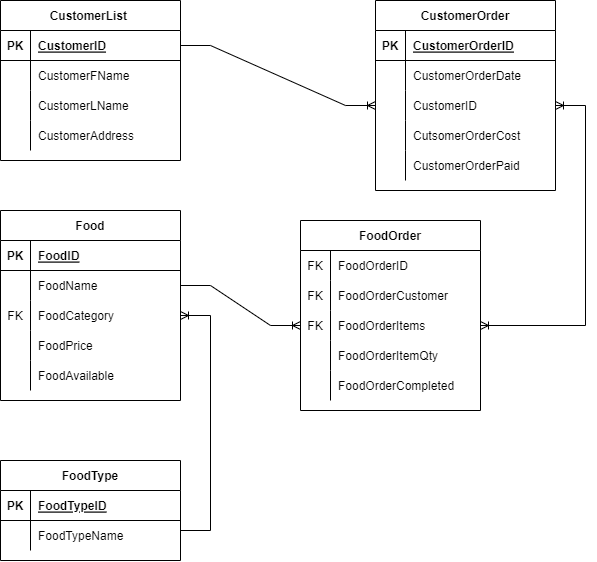 CustomerList
PK CustomerID
CustomerFName
CustomerLName
CustomerAddress
CustomerOrder
PK CustomerOrderID
CustomerOrderDate
CustomerID
CutsomerOrderCost
CustomerOrderPaid
Food
PK FoodID
FoodName
FK FoodCategory
FoodPrice
FoodAvailable
FoodOrder
FK FoodOrderID
FK FoodOrderCustomer
FK FoodOrderItems
FoodOrderItemQty
FoodOrderCompleted
FoodType
PK FoodTypeID
FoodTypeName